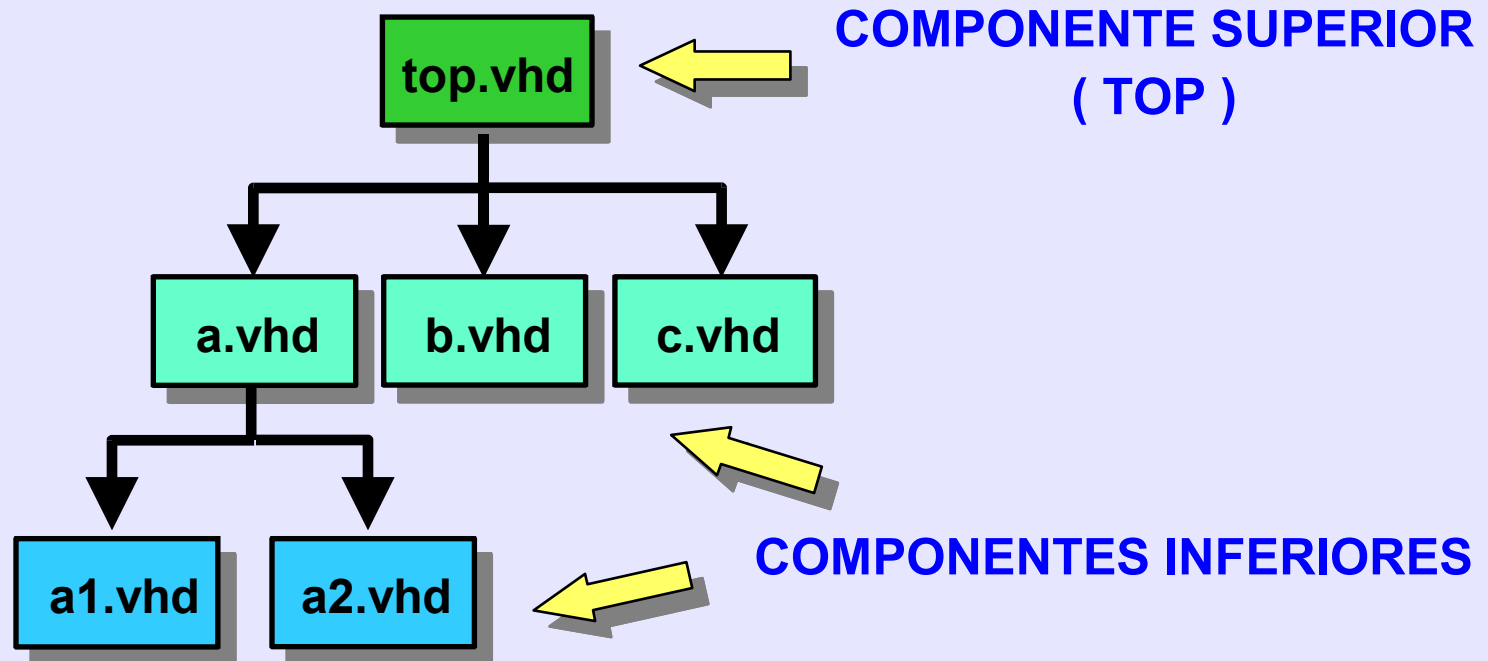 top.vhd
COMPONENTE SUPERIOR
( TOP )
a.vhd
b.vhd
c.vhd
COMPONENTES INFERIORES
a1.vhd
a2.vhd